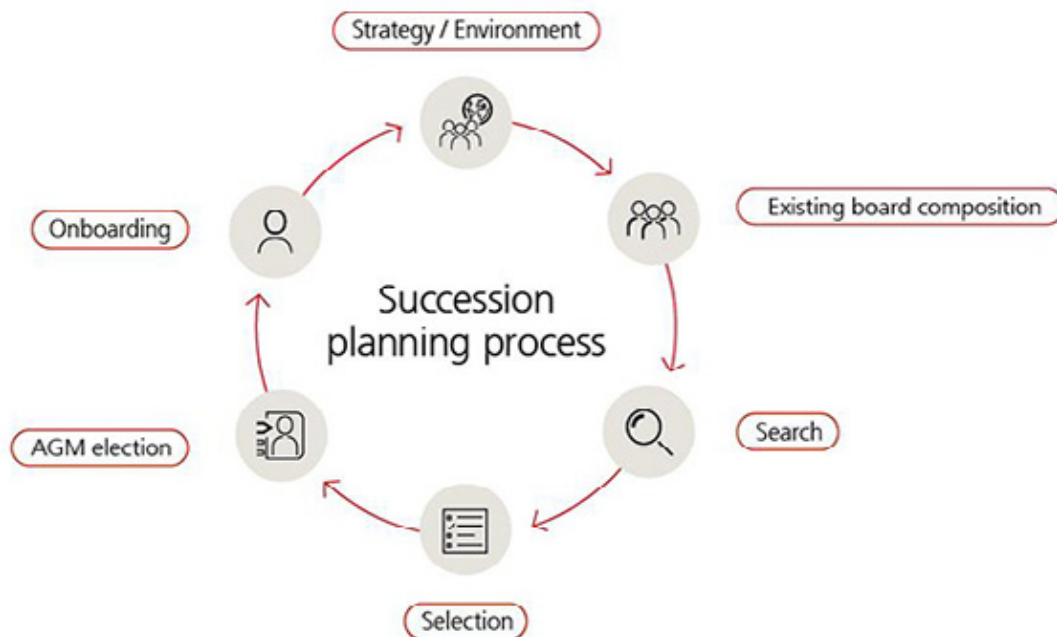 Strategy / Environment
Existing board composition
Onboarding
Succession
planning process
Search
AGM election
Selection